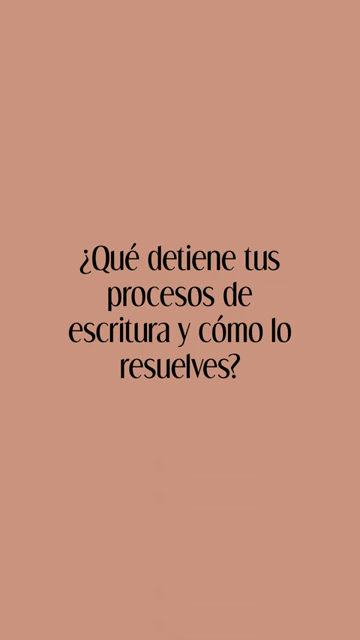 ¿Qué detiene tus
procesos de
escritura y cómo lo
resuelves?